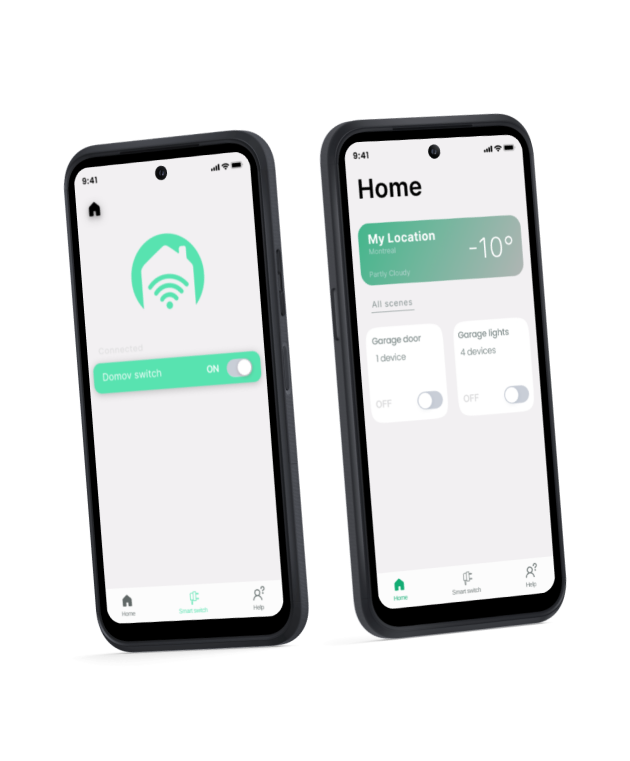 9:41
Connected
Domov switch ON
Home Smart switch Help
9:41
Home
My Location
Montreal
-10°
Partly Cloudy
All scenes
Garage door
1 device
OFF
Garage lights
4 devices
OFF
Home Smart switch Help